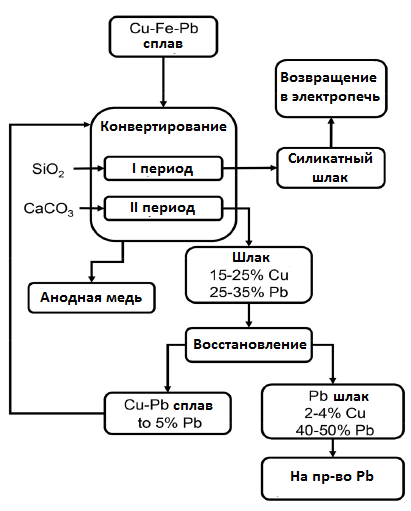 Cu-Fe-Pb
сплав
Возвращение
в электропечь
Конвертирование
SiO2
I период
Силикатный
шлак
CaCO3
II период
Шлак
15-25% Cu
25-35% Pb
Анодная медь
Восстановление
Cu-Pb сплав
to 5% Pb
Pb шлак
2-4% Cu
40-50% Pb
На пр-во Pb